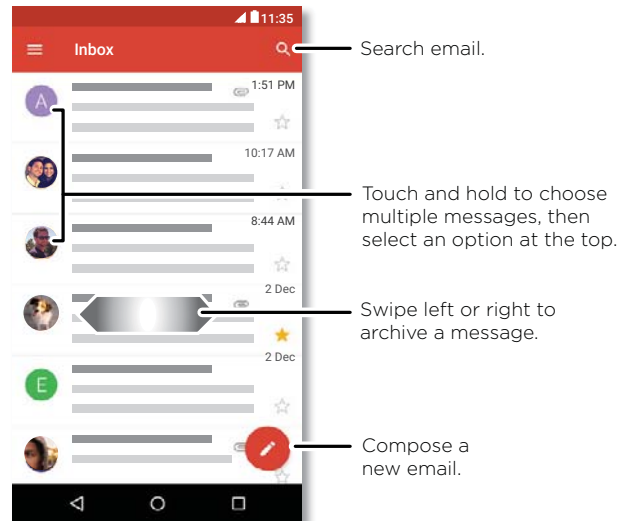 11:35
Inbox
Search email.
A
1:51 PM
10:17 AM
Touch and hold to choose
multiple messages, then
select an option at the top.
8:44 AM
2 Dec
Swipe left or right to
archive a message.
2 Dec
E
Compose a
new email.